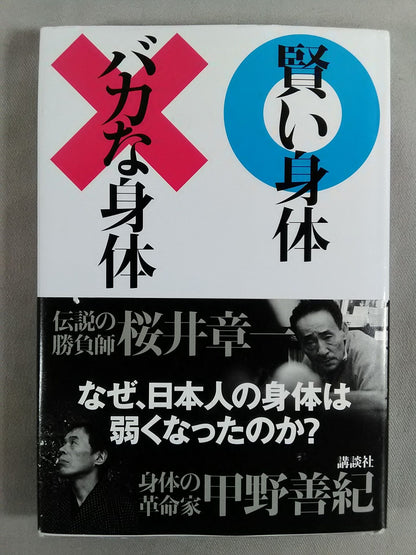 賢い身体
バカな身体
伝説の
勝負師
桜井章一
なぜ、日本人の身体は
弱くなったのか?
講談社
身体の
革命家
甲野善紀